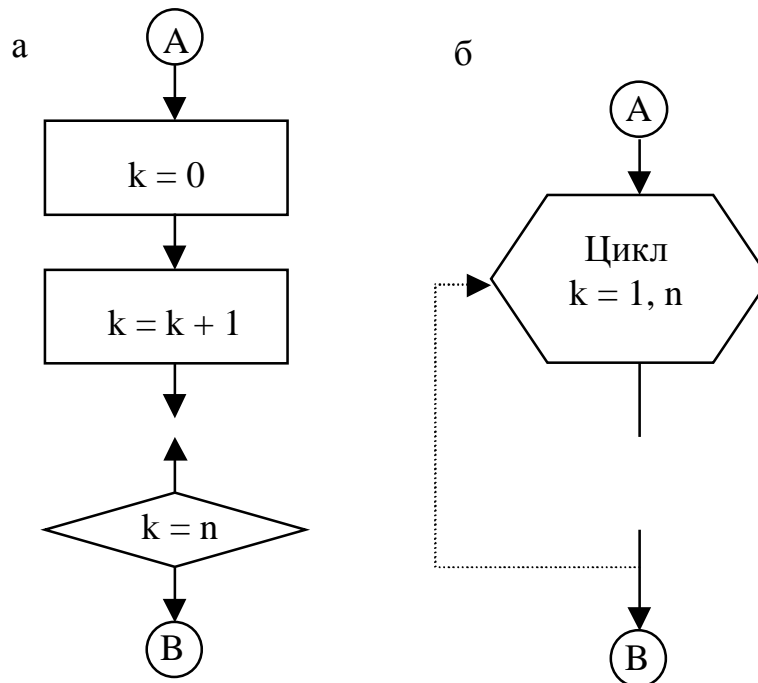 а
A
k = 0
k = k + 1
k = n
B
б
A
Цикл
k = 1, n
B